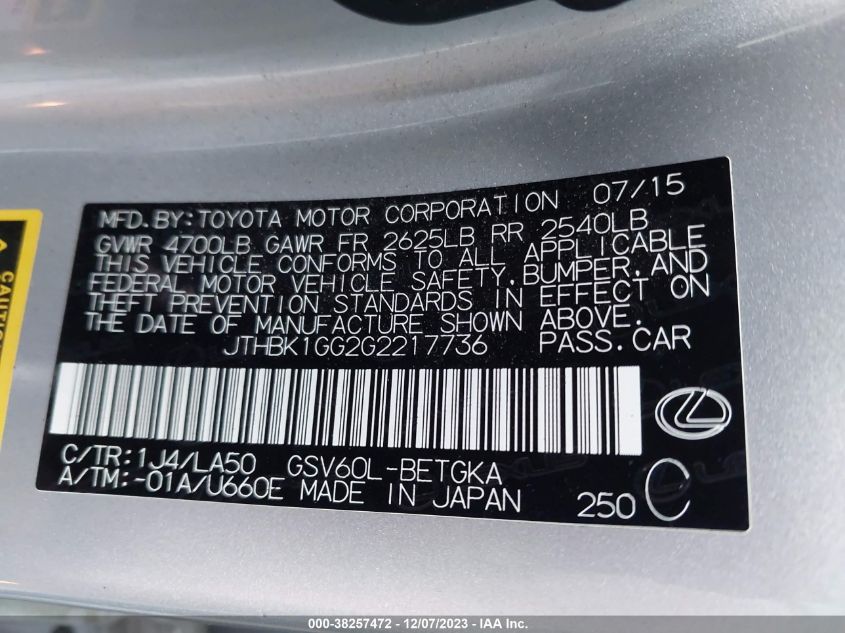 MFD.BY:TOYOTA MOTOR CORPORATION 07/15
GVWR 4700LB GAWR FR 2625LB RR 2540LB
THIS VEHICLE CONFORMS TO ALL APPLICABLE
FEDERAL MOTOR VEHICLE SAFETY,BUMPER,AND
THEFT PREVENTION STANDARDS IN EFFECT ON
THE DATE OF MANUFACTURE SHOWN ABOVE.
JTHBK1GG2G2217736 PASS.CAR
C/TR:1J4/LA50 GSV60L-BETGKA
A/TM:-01A/U660E MADE IN JAPAN 250 C
CAUTION
000-38257472 - 12/07/2023 - IAA Inc.